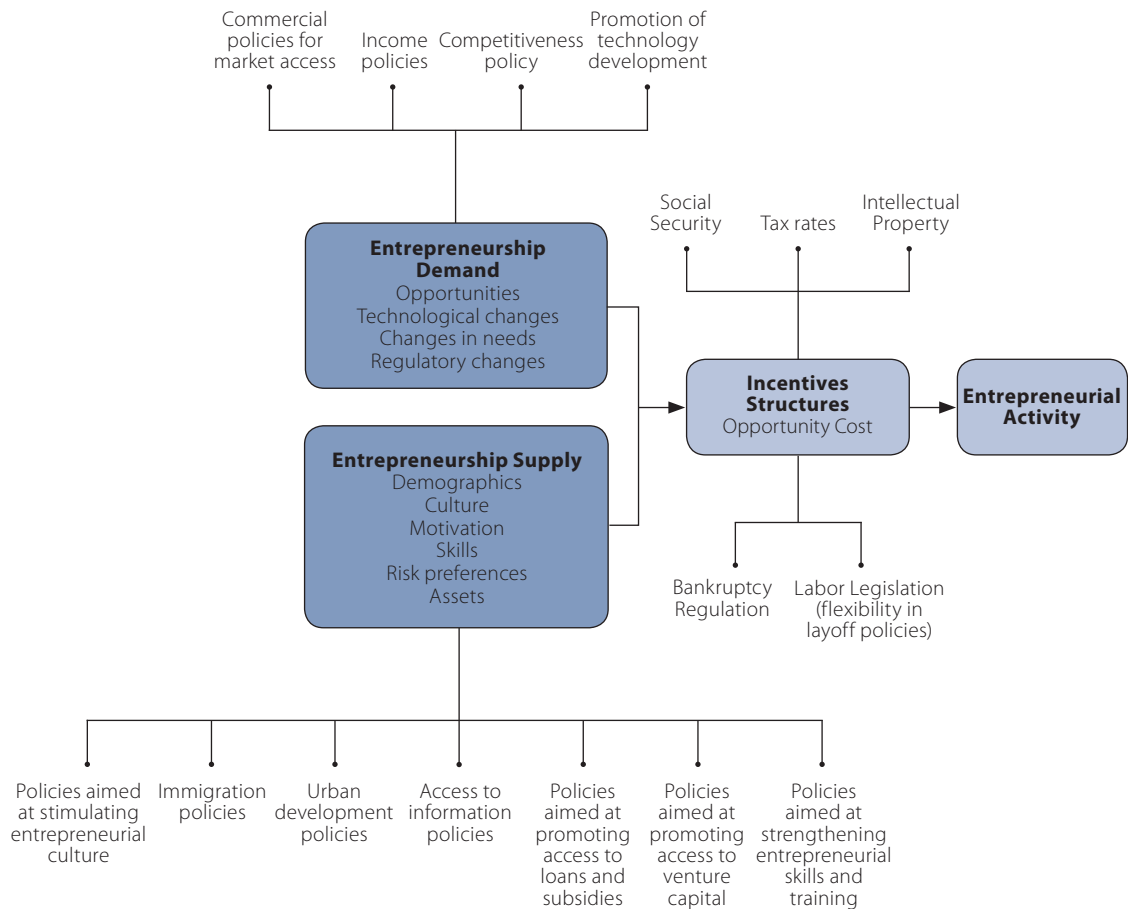 Commercial
policies for
market access
Income
policies
Competitiveness
policy
Promotion of
technology
development
Social
Security
Tax rates
Intellectual
Property
Entrepreneurship
Demand
Opportunities
Technological changes
Changes in needs
Regulatory changes
Incentives
Structures
Opportunity Cost
Entrepreneurial
Activity
Entrepreneurship Supply
Demographics
Culture
Motivation
Skills
Risk preferences
Assets
Bankruptcy
Regulation
Labor Legislation
(flexibility in
layoff policies)
Policies aimed
at stimulating
entrepreneurial
culture
Immigration
policies
Urban
development
policies
Access to
information
policies
Policies
aimed at
promoting
access to
loans and
subsidies
Policies
aimed at
promoting
access to
venture
capital
Policies
aimed at
strengthening
entrepreneurial
skills and
training